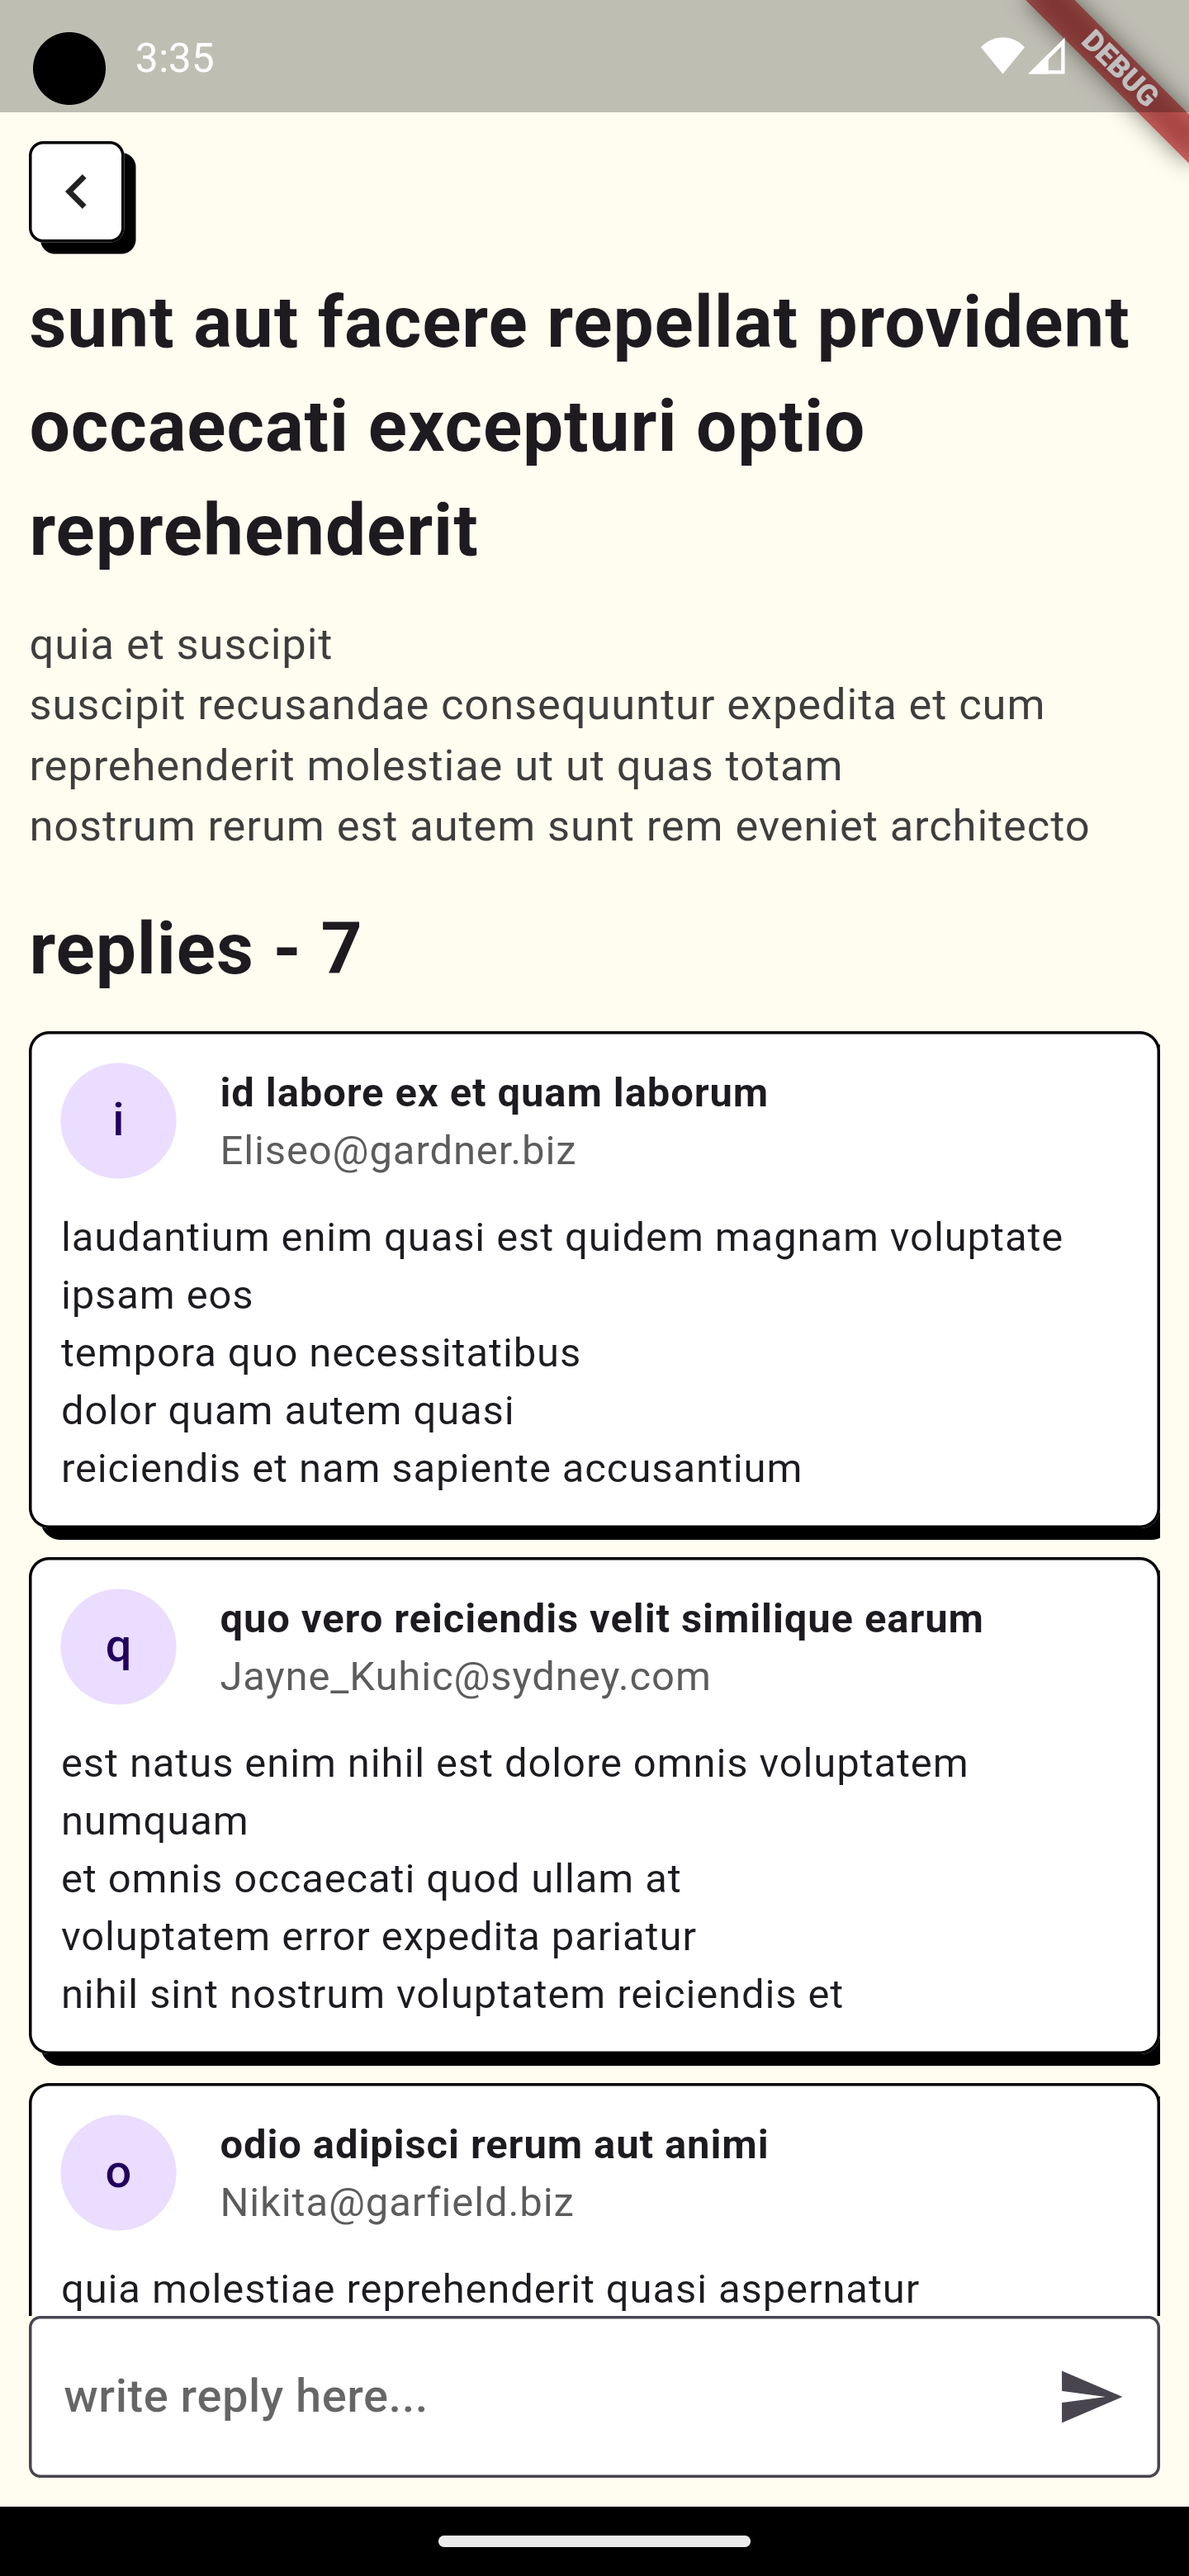 3:35
DEBUG
sunt aut facere repellat provident
occaecati excepturi optio
reprehenderit
quia et suscipit
suscipit recusandae consequuntur expedita et cum
reprehenderit molestiae ut ut quas totam
nostrum rerum est autem sunt rem eveniet architecto
replies - 7
i
id labore ex et quam laborum
Eliseo@gardner.biz
laudantium enim quasi est quidem magnam voluptate
ipsam eos
tempora quo necessitatibus
dolor quam autem quasi
reiciendis et nam sapiente accusantium
q
quo vero reiciendis velit similique earum
Jayne_Kuhic@sydney.com
est natus enim nihil est dolore omnis voluptatem
numquam
et omnis occaecati quod ullam at
voluptatem error expedita pariatur
nihil sint nostrum voluptatem reiciendis et
o
odio adipisci rerum aut animi
Nikita@garfield.biz
quia molestiae reprehenderit quasi aspernatur
write reply here...